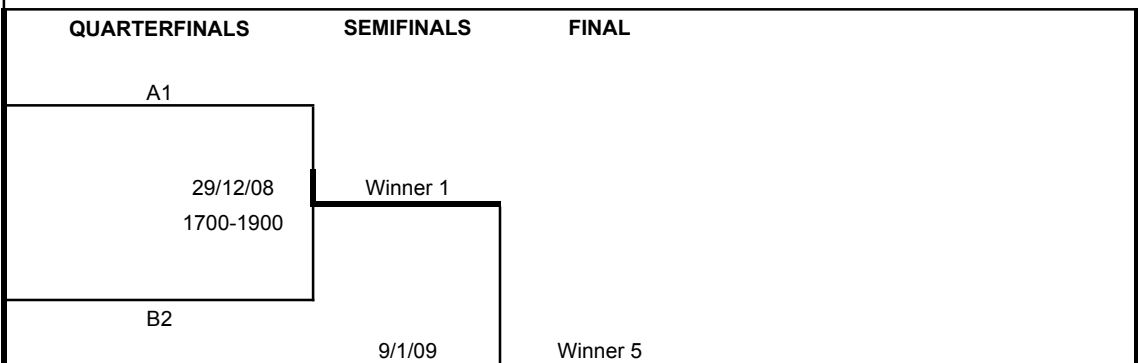 QUARTERFINALS SEMIFINALS FINAL
A1
29/12/08 Winner 1
1700-1900
B2
9/1/09 Winner 5